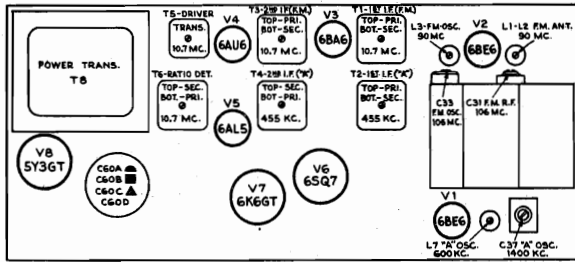 T5-DRIVER
TRANS.
10.7 MC.
V4
6AU6
T3-2ND I.F.(F.M.)
TOP-PRI.
BOT-SEC.
10.7 MC.
V3
6BA6
T1-1ST I.F.(F.M.)
TOP-PRI.
BOT-SEC.
10.7 MC.
L3-FM-OSC.
90 MC.
V2
6BE6
L1-L2 F.M. ANT.
90 MC.
POWER TRANS.
T8
T6-RATIO DET.
TOP-SEC.
BOT.-PRI.
10.7 MC.
V5
6AL5
T4-2ND I.F.("A")
TOP-SEC.
BOT-PRI.
455 KC.
T2-1ST I.F.("A")
TOP-SEC.
BOT-PRI.
455 KC.
C33
F.M. OSC.
106 MC.
C31 F.M. R.F.
106 MC.
V8
5Y3GT
C60A
C60B
C60C
C60D
V7
6K6GT
V6
6SQ7
V1
6BE6
L7 "A" OSC.
600 KC.
C37 "A" OSC.
1400 KC.